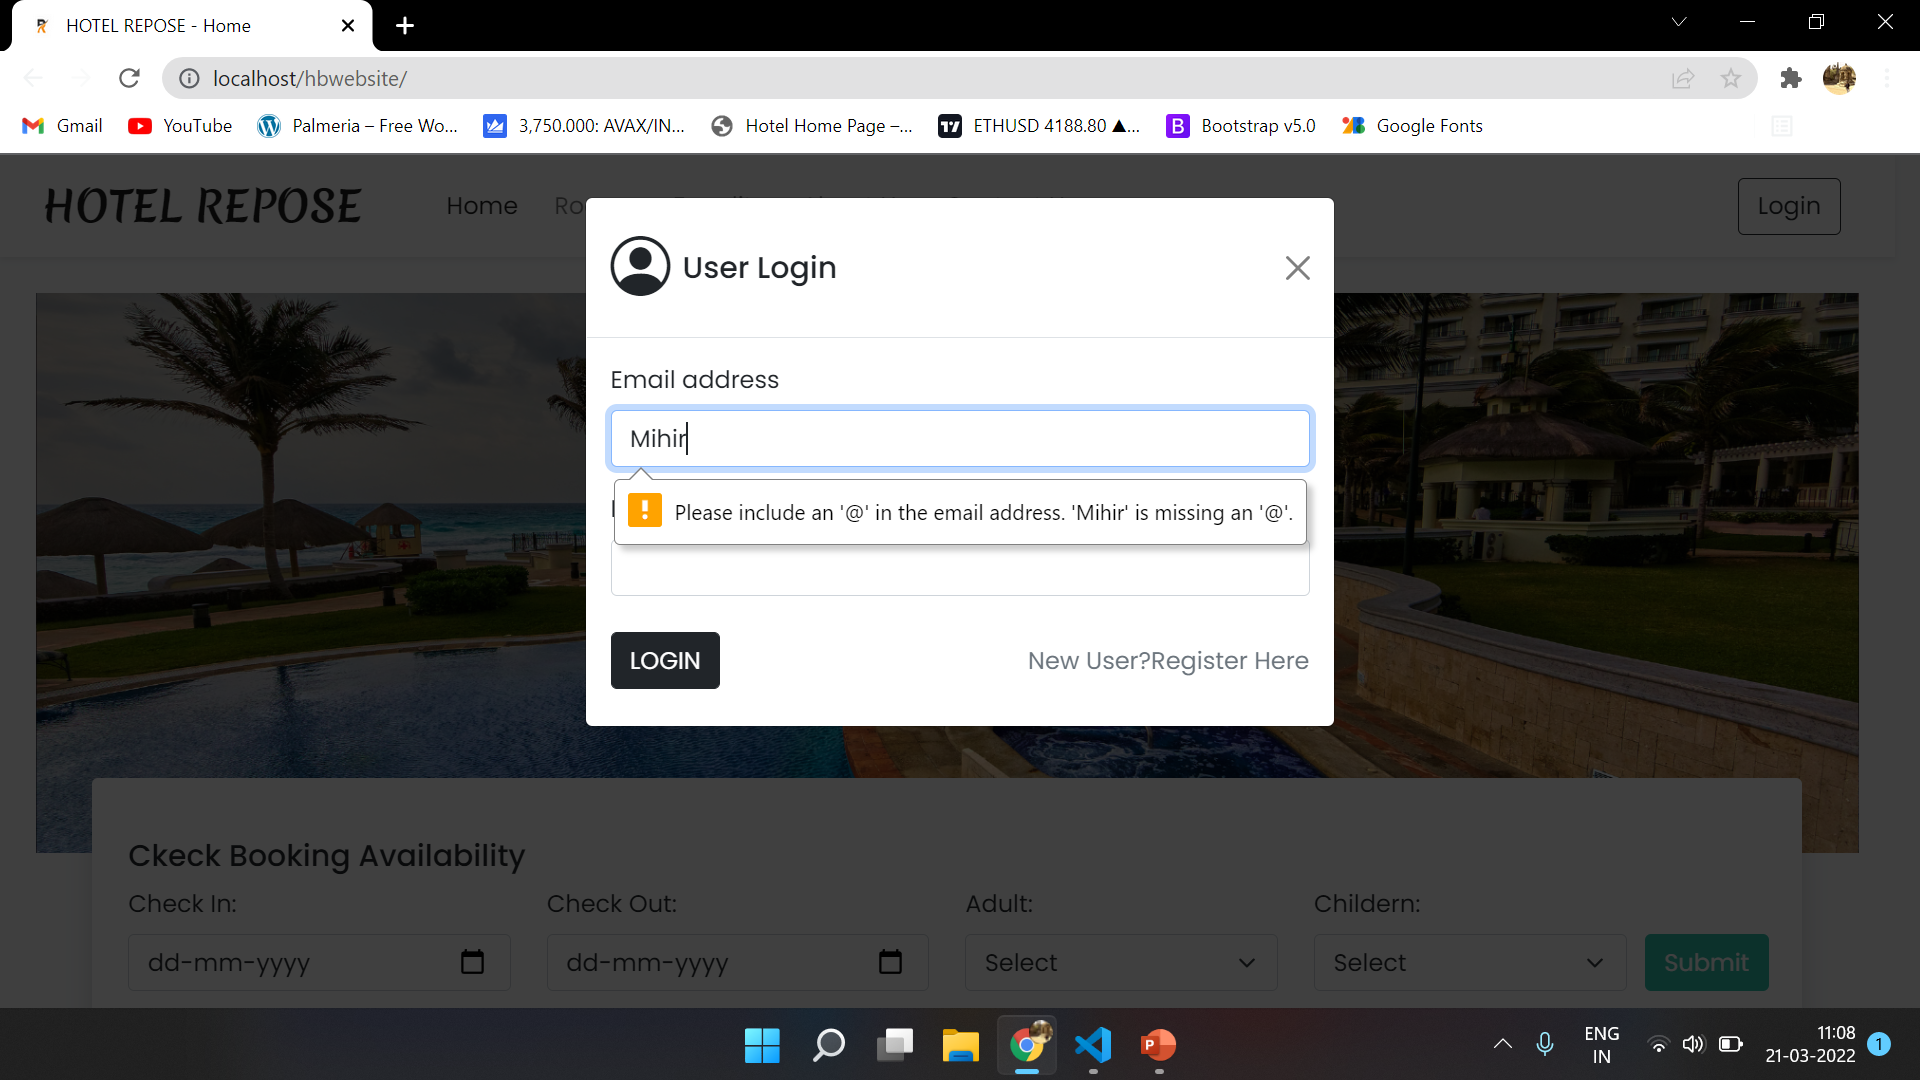 HOTEL REPOSE - Home
localhost/hbwebsite/
Gmail YouTube Palmeria – Free Wo... 3,750.000: AVAX/IN... Hotel Home Page –... ETHUSD 4188.80 ▲... Bootstrap v5.0 Google Fonts
HOTEL REPOSE Home Ro Login
User Login
Email address
Mihir
Please include an '@' in the email address. 'Mihir' is missing an '@'.
LOGIN New User?Register Here
Ckeck Booking Availability
Check In: Check Out: Adult: Childern:
dd-mm-yyyy dd-mm-yyyy Select Select Submit
ENG 11:08
IN 21-03-2022 1